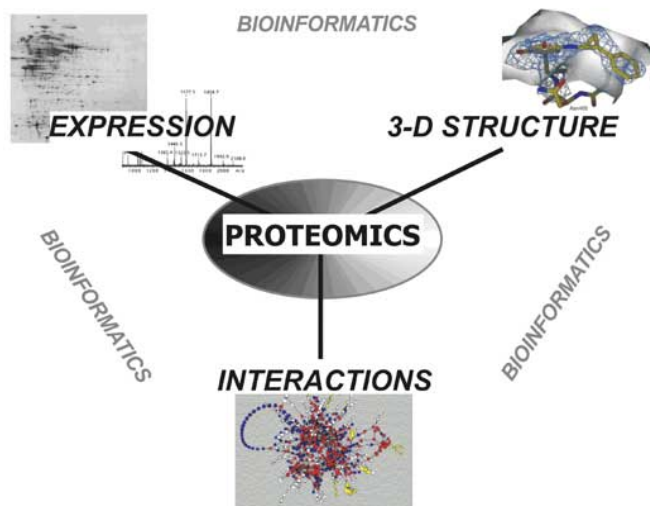 BIOINFORMATICS
EXPRESSION
3-D STRUCTURE
PROTEOMICS
BIOINFORMATICS
BIOINFORMATICS
INTERACTIONS